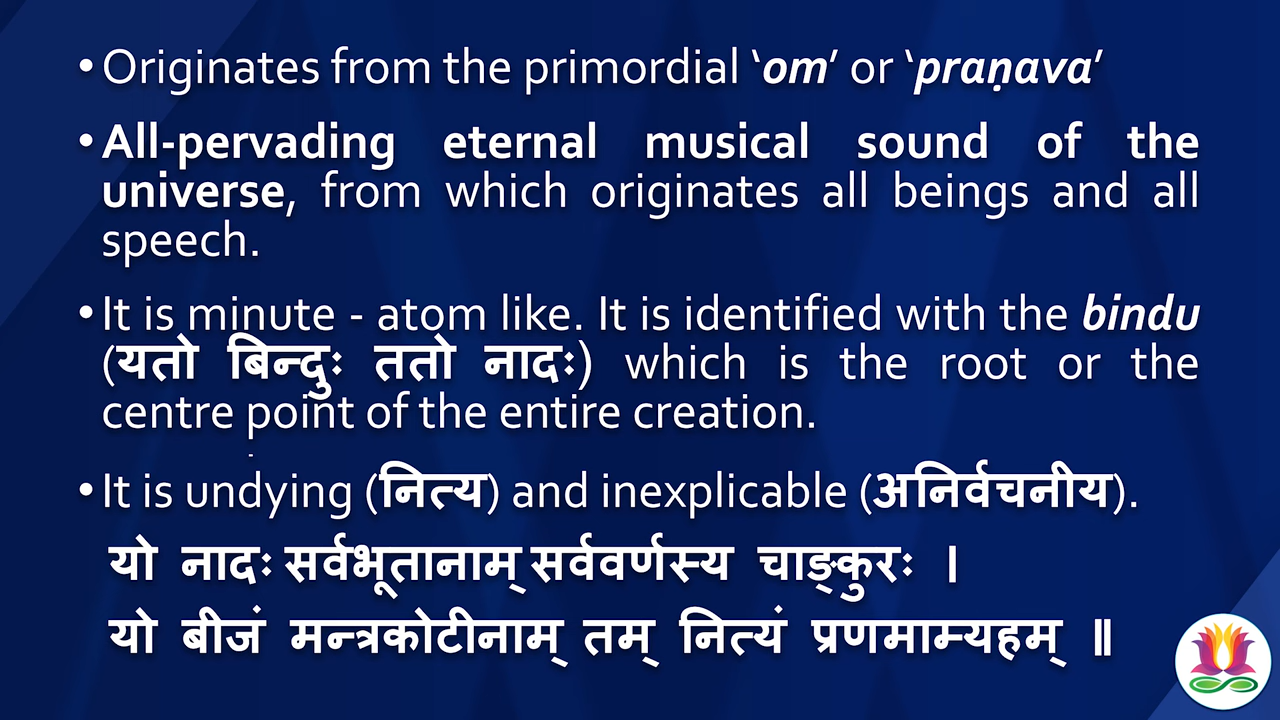 •Originates from the primordial ‘om’ or ‘praṇava’
•All-pervading eternal musical sound of the
universe, from which originates all beings and all
speech.
•It is minute - atom like. It is identified with the bindu
(यतो बिन्दुः ततो नादः) which is the root or the
centre point of the entire creation.
•It is undying (नित्य) and inexplicable (अनिर्वचनीय).
यो नादः सर्वभूतानाम् सर्ववर्णस्य चाङ्कुरः ।
यो बीजं मन्त्रकोटीनाम् तम् नित्यं प्रणमाम्यहम् ॥